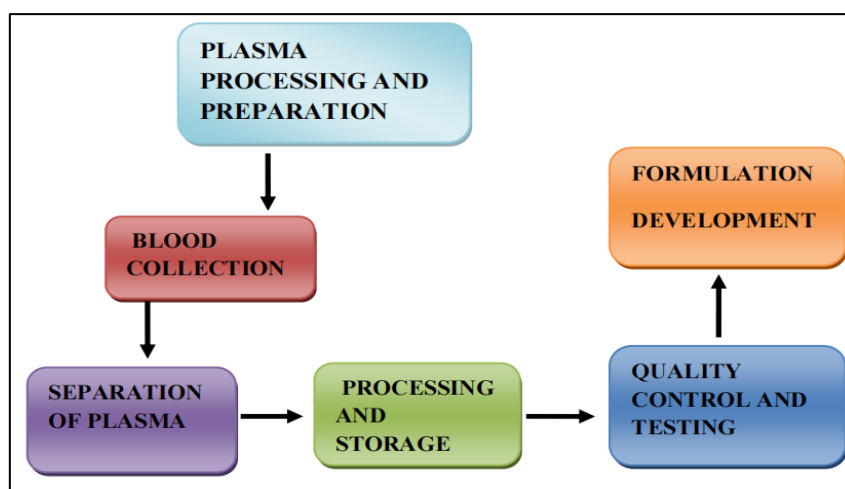 PLASMA
PROCESSING AND
PREPARATION
BLOOD
COLLECTION
SEPARATION
OF PLASMA
PROCESSING
AND
STORAGE
QUALITY
CONTROL AND
TESTING
FORMULATION
DEVELOPMENT